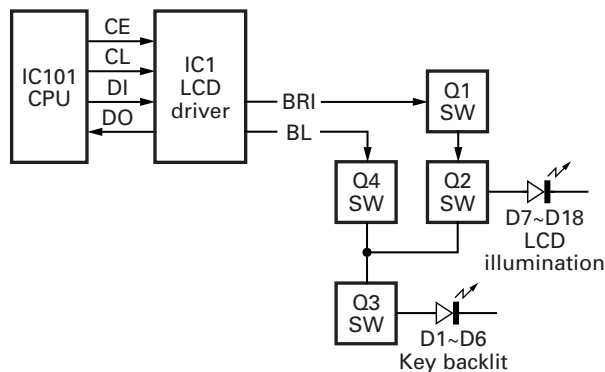 IC101
CPU
CE
CL
DI
DO
IC1
LCD
driver
BRI
BL
Q1
SW
Q4
SW
Q2
SW
D7~D18
LCD
illumination
Q3
SW
D1~D6
Key backlit